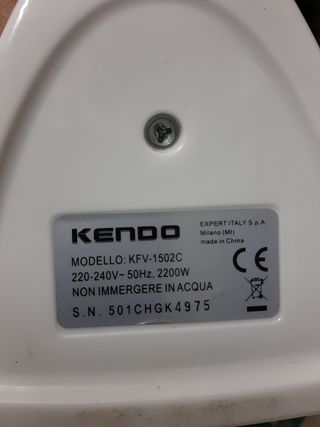 KENDO
EXPERT ITALY S.p.A.
Milano (MI)
made in China
MODELLO: KFV-1502C
220-240V~50Hz, 2200W
NON IMMERGERE IN ACQUA
S.N. 501CHGK4975